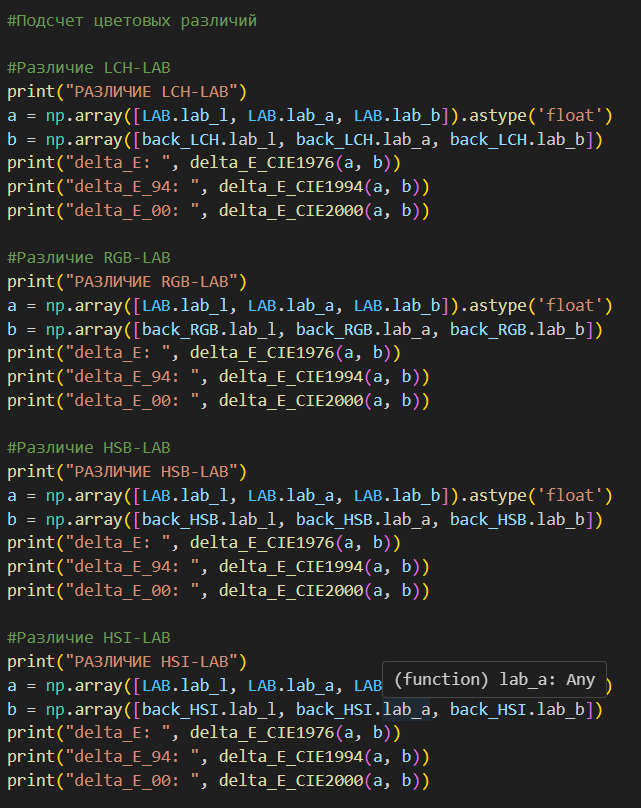 #Подсчет цветовых различий
#Различие LCH-LAB
print("РАЗЛИЧИЕ LCH-LAB")
a = np.array([LAB.lab_l, LAB.lab_a, LAB.lab_b]).astype('float')
b = np.array([back_LCH.lab_l, back_LCH.lab_a, back_LCH.lab_b])
print("delta_E: ", delta_E_CIE1976(a, b))
print("delta_E_94: ", delta_E_CIE1994(a, b))
print("delta_E_00: ", delta_E_CIE2000(a, b))
#Различие RGB-LAB
print("РАЗЛИЧИЕ RGB-LAB")
a = np.array([LAB.lab_l, LAB.lab_a, LAB.lab_b]).astype('float')
b = np.array([back_RGB.lab_l, back_RGB.lab_a, back_RGB.lab_b])
print("delta_E: ", delta_E_CIE1976(a, b))
print("delta_E_94: ", delta_E_CIE1994(a, b))
print("delta_E_00: ", delta_E_CIE2000(a, b))
#Различие HSB-LAB
print("РАЗЛИЧИЕ HSB-LAB")
a = np.array([LAB.lab_l, LAB.lab_a, LAB.lab_b]).astype('float')
b = np.array([back_HSB.lab_l, back_HSB.lab_a, back_HSB.lab_b])
print("delta_E: ", delta_E_CIE1976(a, b))
print("delta_E_94: ", delta_E_CIE1994(a, b))
print("delta_E_00: ", delta_E_CIE2000(a, b))
#Различие HSI-LAB
print("РАЗЛИЧИЕ HSI-LAB")
(function) lab_a: Any
a = np.array([LAB.lab_l, LAB.lab_a, LAB )
b = np.array([back_HSI.lab_l, back_HSI.lab_a, back_HSI.lab_b])
print("delta_E: ", delta_E_CIE1976(a, b))
print("delta_E_94: ", delta_E_CIE1994(a, b))
print("delta_E_00: ", delta_E_CIE2000(a, b))